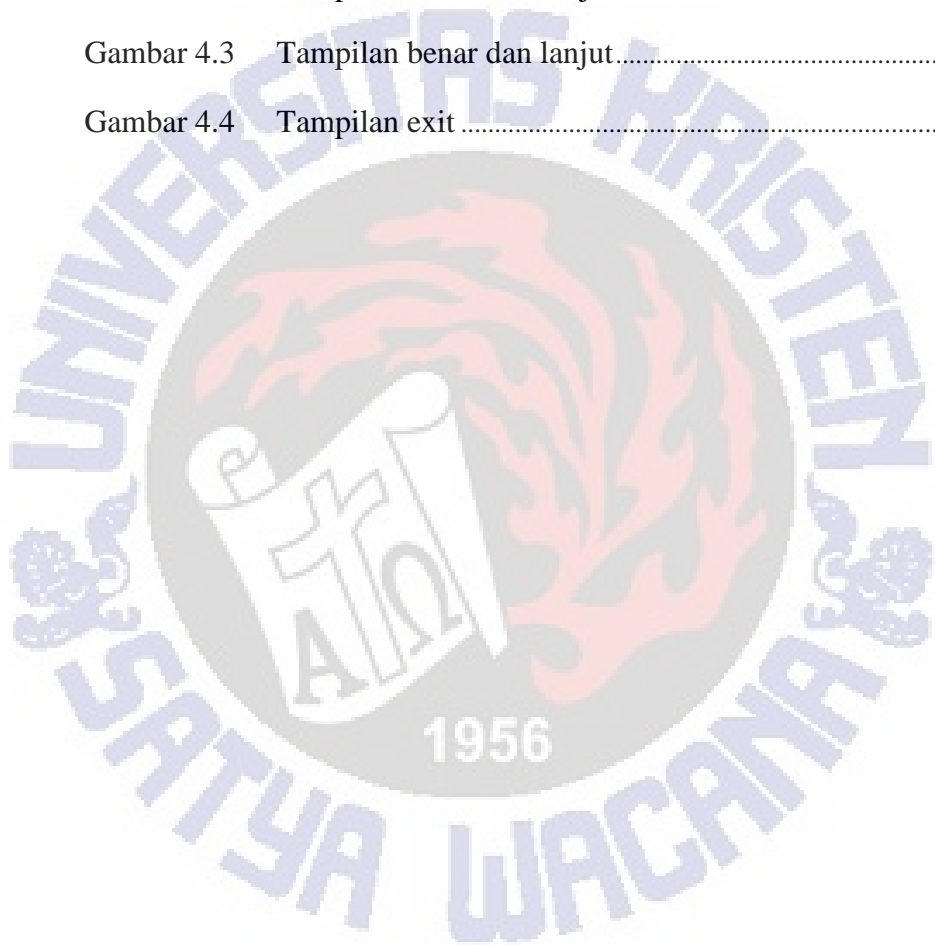 Gambar 4.3 Tampilan benar dan lanjut................................................
Gambar 4.4 Tampilan exit ......................................................................
UNIVERSITAS KRISTEN
Α Ω
1956
SATYA WACANA